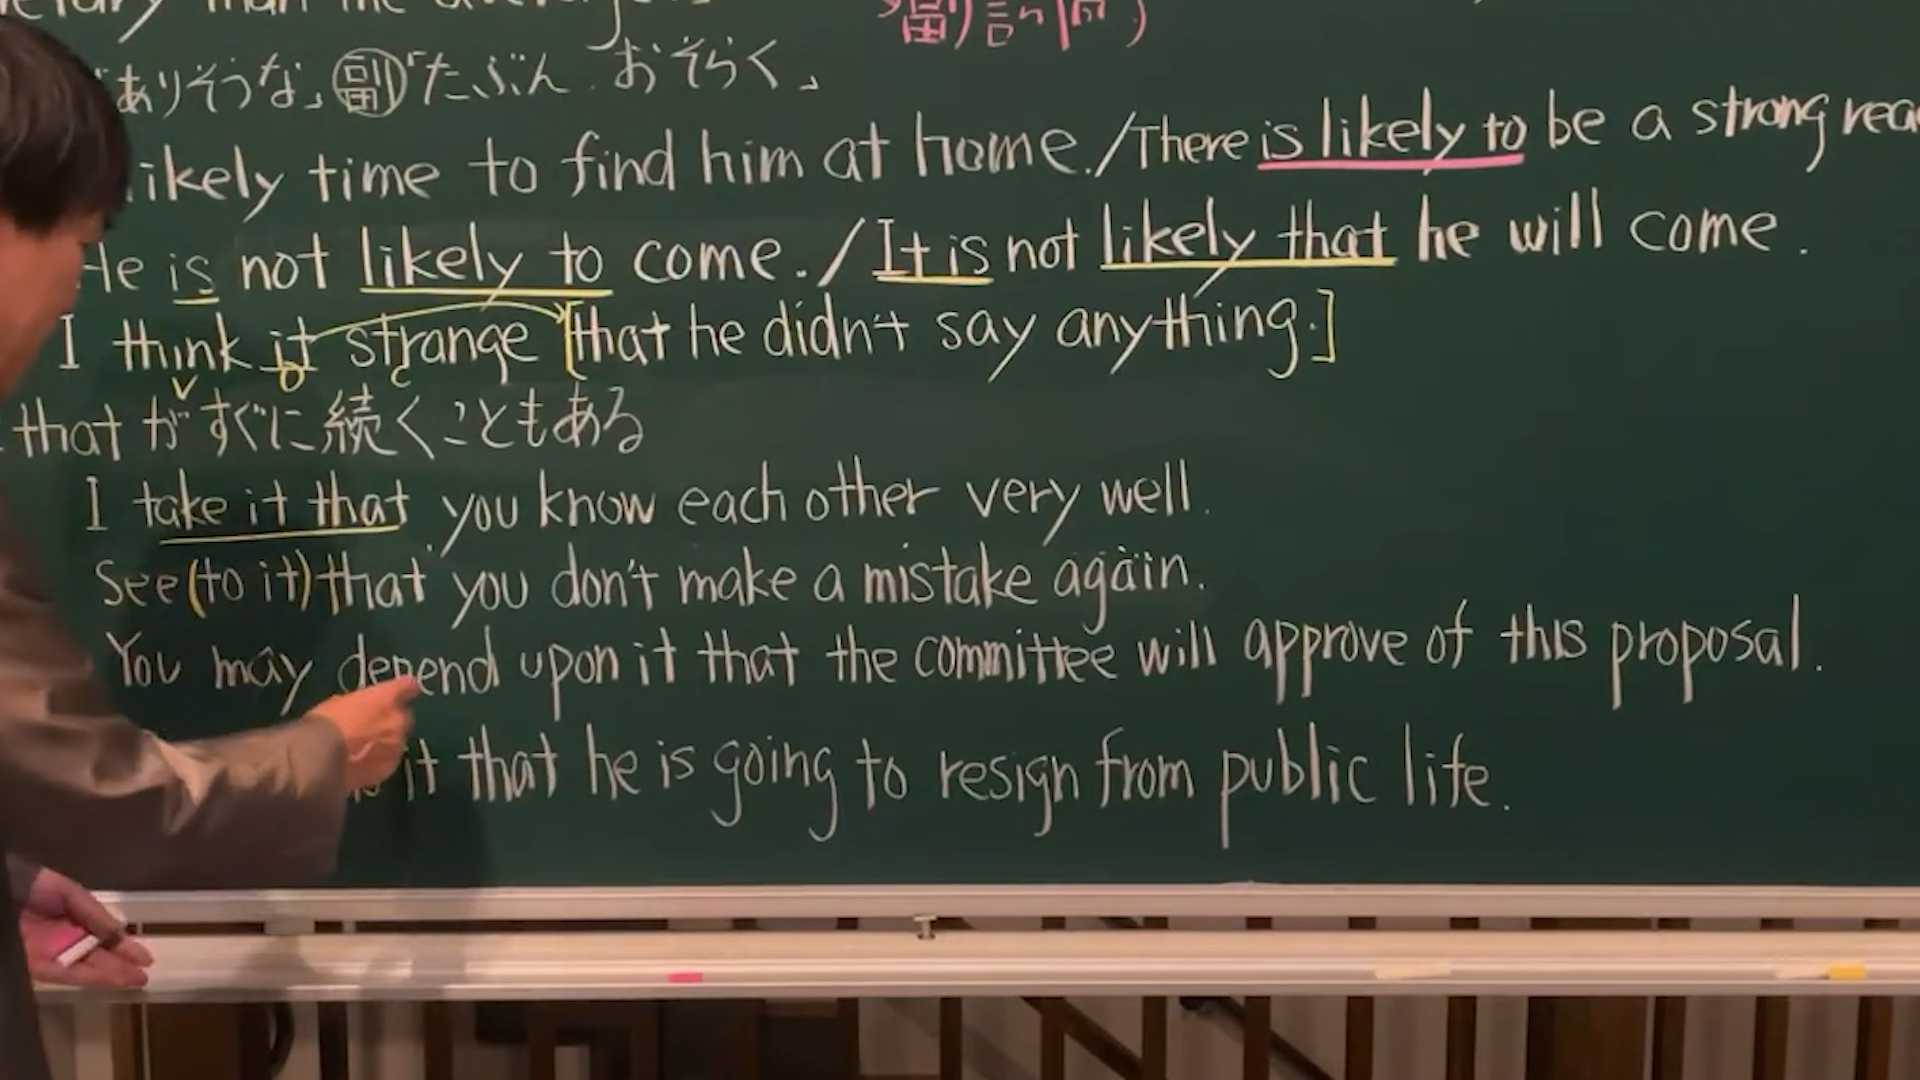 than the
ありそうな」副「たぶん おそらく」
likely time to find him at home./There is likely to be a strong
He is not likely to come./It is not likely that he will come.
I think it strange [that he didn't say anything.]
V O C
that がすぐに続くこともある
I take it that you know each other very well.
See (to it) that you don't make a mistake again.
You may depend upon it that the committee will approve of this proposal.
it that he is going to resign from public life.